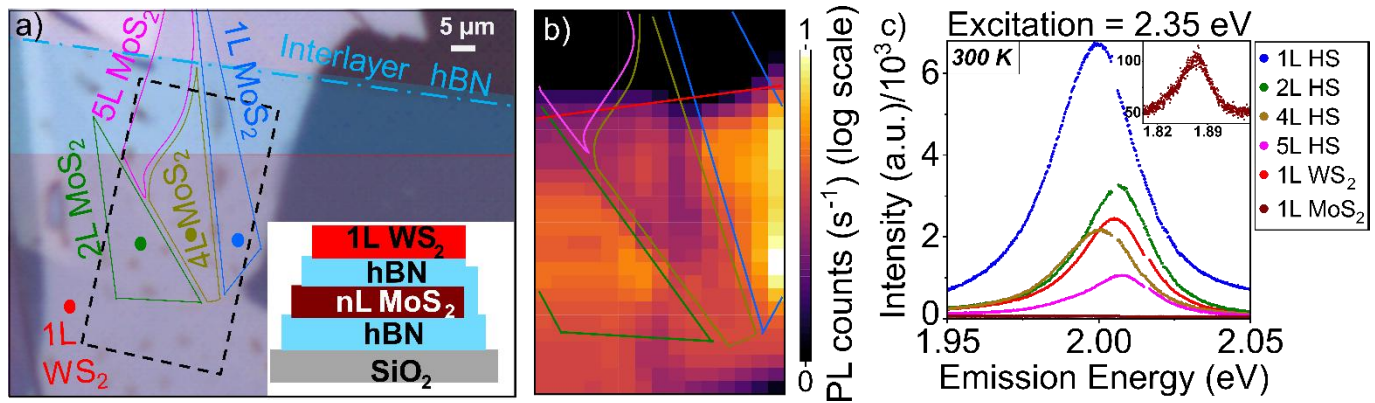 a)
5L MoS₂
1L MoS₂
5 µm
Interlayer hBN
2L MoS₂
4L MoS₂
1L
WS₂
1L WS₂
hBN
nL MoS₂
hBN
SiO₂
b)
1
0
PL counts (s⁻¹) (log scale)
c)
Excitation = 2.35 eV
300 K
Intensity (a.u.)/10³
6
4
2
0
1.95
2.00
2.05
Emission Energy (eV)
100
50
1.82
1.89
1L HS
2L HS
4L HS
5L HS
1L WS₂
1L MoS₂